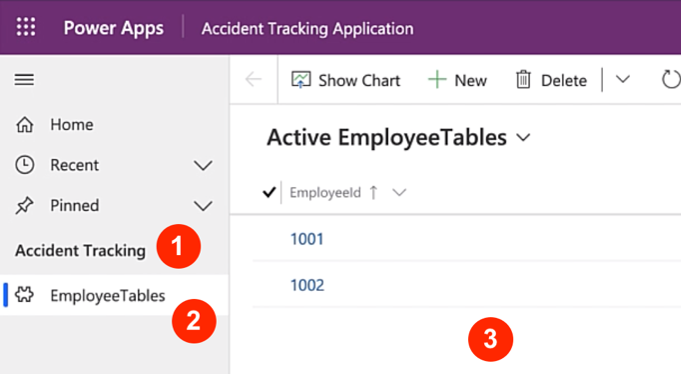 Power Apps Accident Tracking Application
Show Chart New Delete
Home
Recent
Pinned
Accident Tracking 1
EmployeeTables
2
Active EmployeeTables
EmployeeId
1001
1002
3